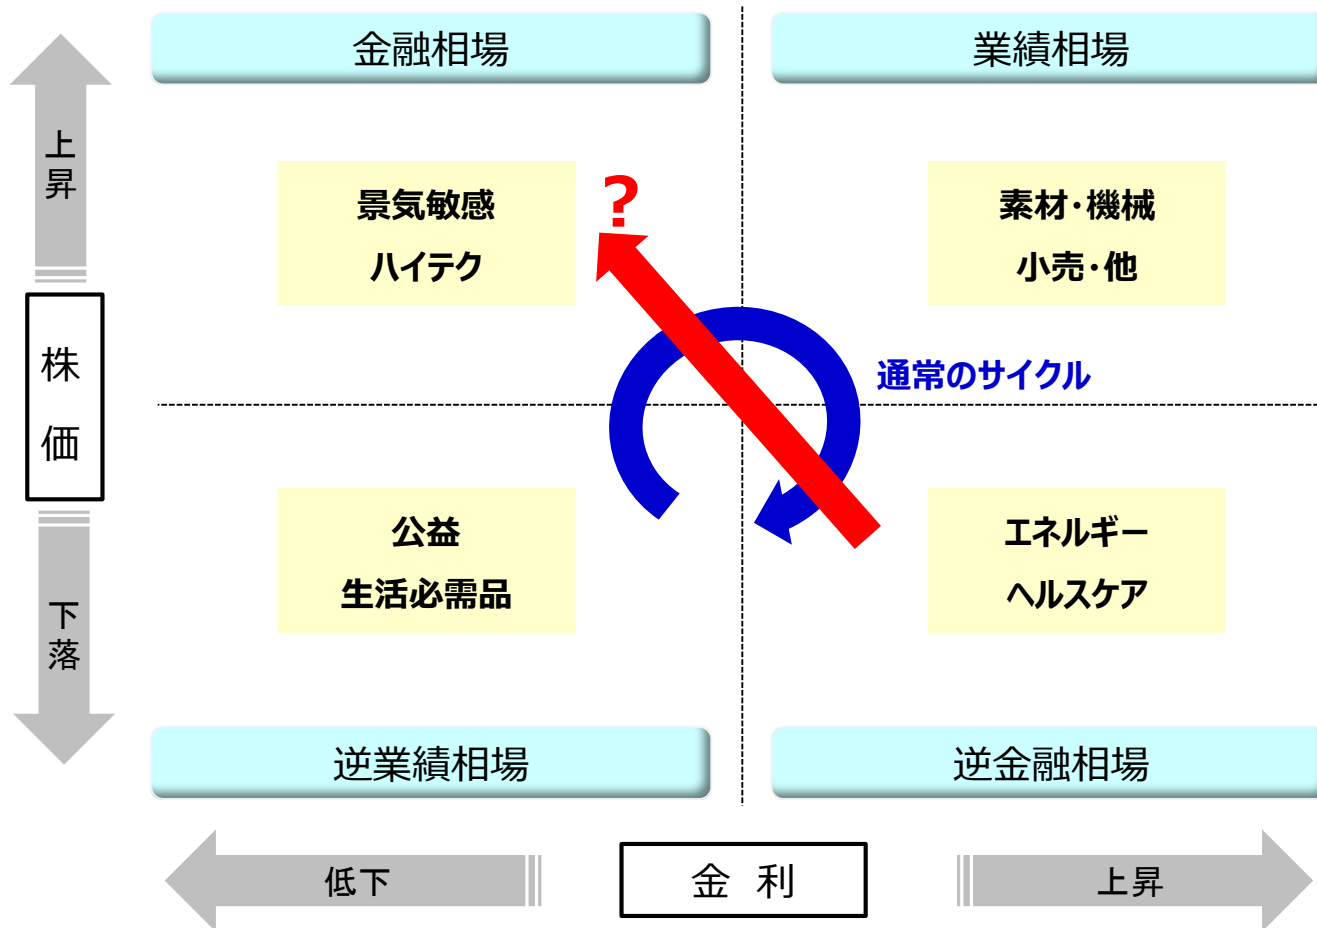 金融相場
業績相場
上昇
景気敏感
ハイテク
?
素材・機械
小売・他
株価
通常のサイクル
公益
生活必需品
エネルギー
ヘルスケア
下落
逆業績相場
逆金融相場
低下
金利
上昇